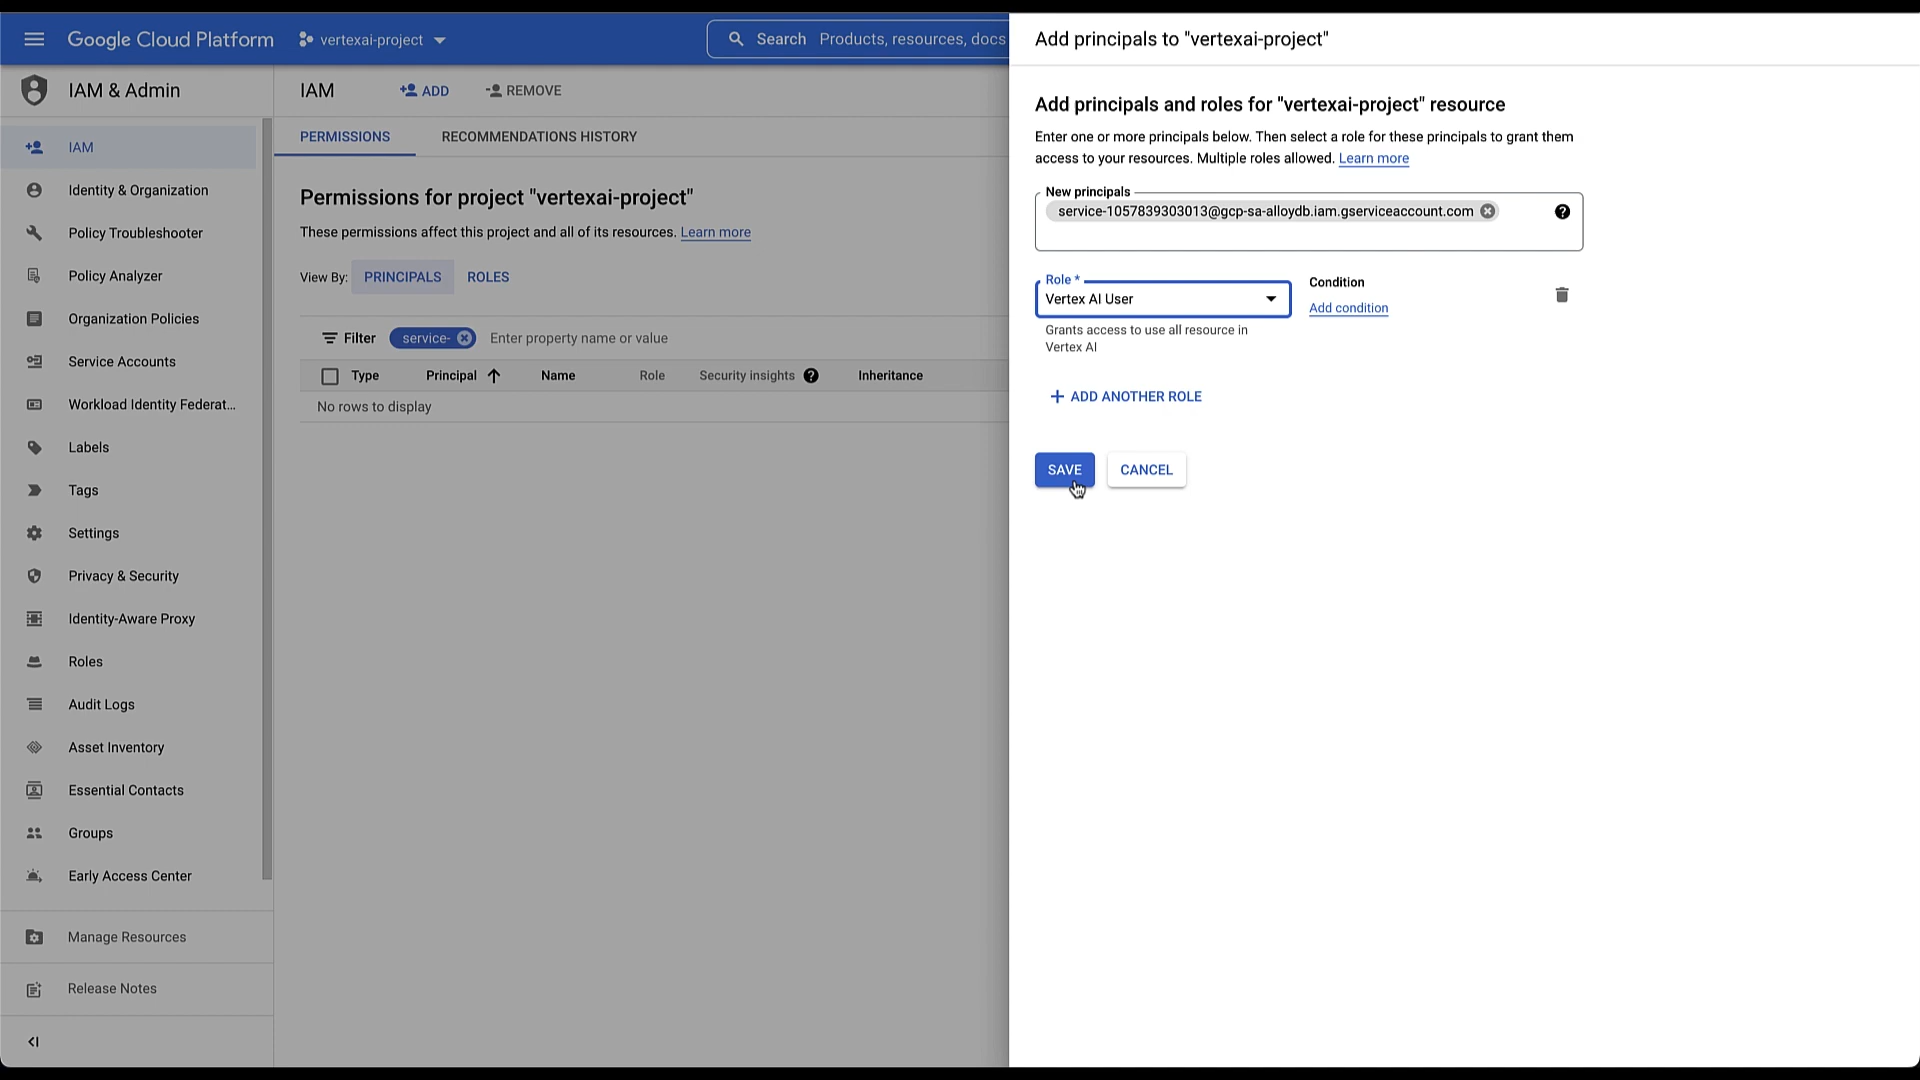 Google Cloud Platform
vertexai-project
Search Products, resources, docs
IAM & Admin
IAM
Identity & Organization
Policy Troubleshooter
Policy Analyzer
Organization Policies
Service Accounts
Workload Identity Federat...
Labels
Tags
Settings
Privacy & Security
Identity-Aware Proxy
Roles
Audit Logs
Asset Inventory
Essential Contacts
Groups
Early Access Center
Manage Resources
Release Notes
IAM
ADD
REMOVE
PERMISSIONS
RECOMMENDATIONS HISTORY
Permissions for project "vertexai-project"
These permissions affect this project and all of its resources. Learn more
View By: PRINCIPALS ROLES
Filter service- Enter property name or value
Type Principal Name Role Security insights Inheritance
No rows to display
Add principals to "vertexai-project"
Add principals and roles for "vertexai-project" resource
Enter one or more principals below. Then select a role for these principals to grant them
access to your resources. Multiple roles allowed. Learn more
New principals
service-1057839303013@gcp-sa-alloydb.iam.gserviceaccount.com
Role *
Vertex AI User
Condition
Add condition
Grants access to use all resource in
Vertex AI
+ ADD ANOTHER ROLE
SAVE
CANCEL